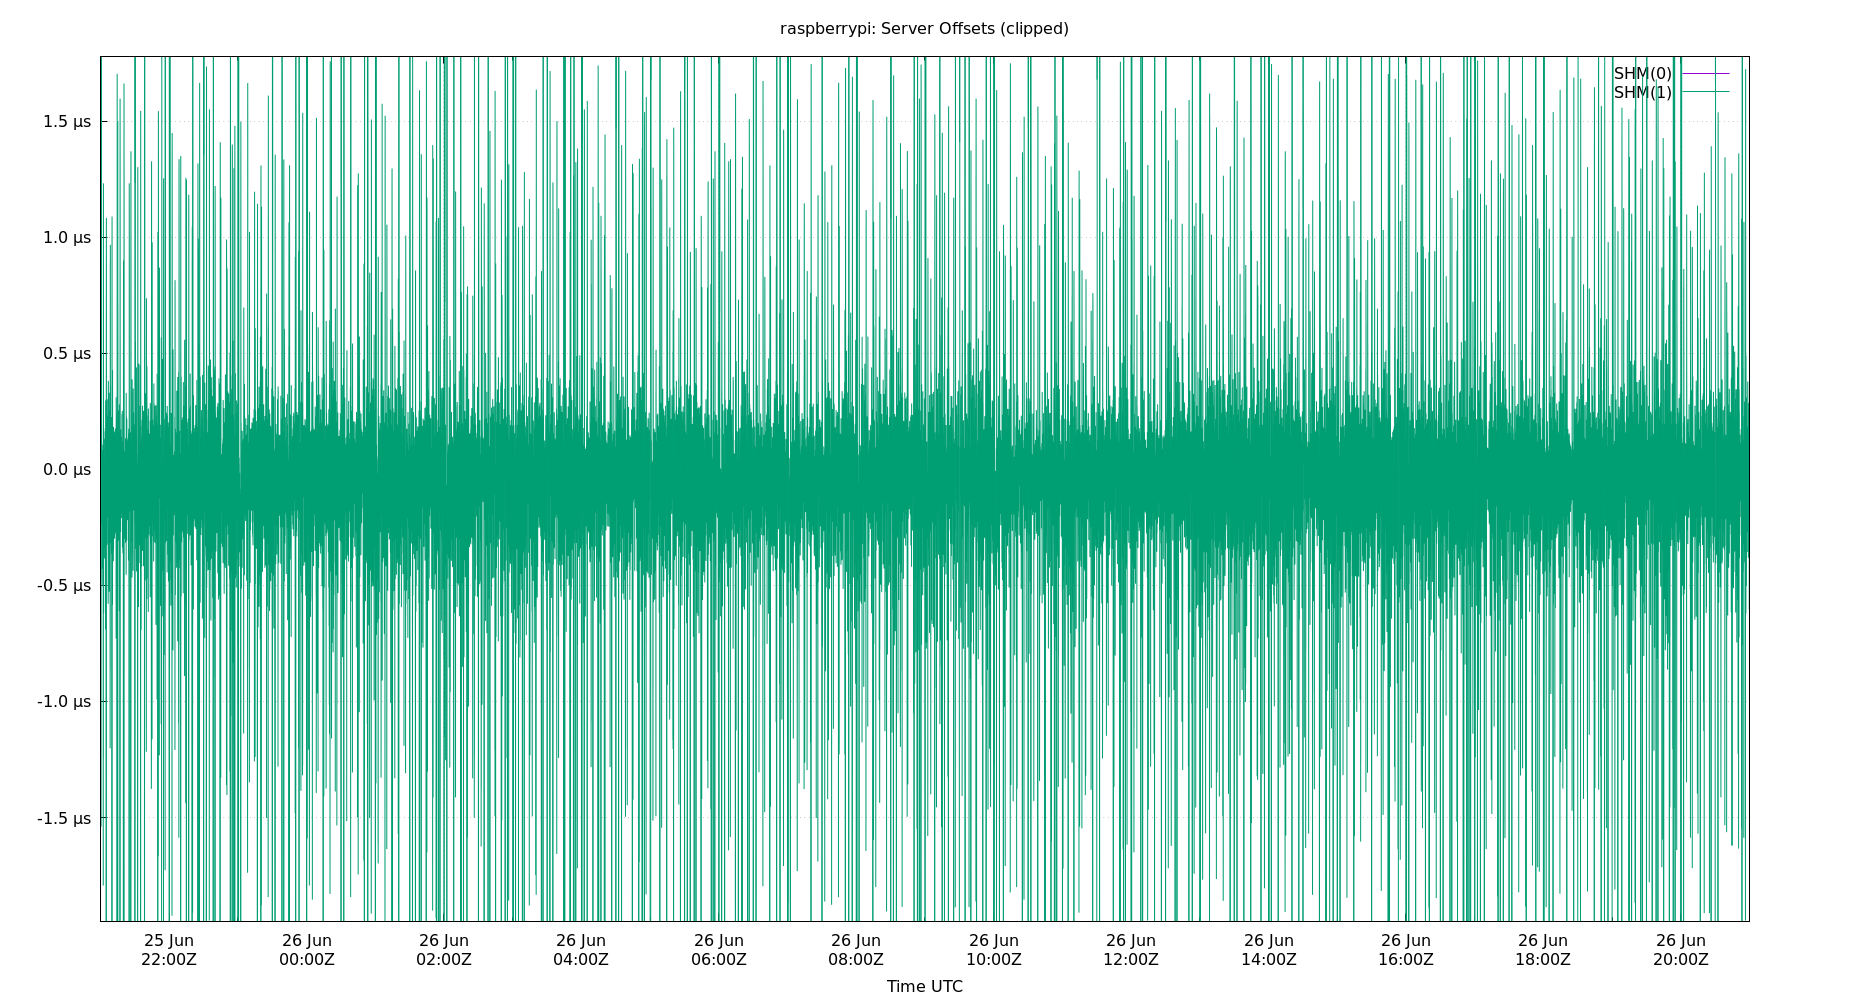 raspberrypi: Server Offsets (clipped)
SHM(0)
SHM(1)
1.5 µs
1.0 µs
0.5 µs
0.0 µs
-0.5 µs
-1.0 µs
-1.5 µs
25 Jun 26 Jun 26 Jun 26 Jun 26 Jun 26 Jun 26 Jun 26 Jun 26 Jun 26 Jun 26 Jun 26 Jun
22:00Z 00:00Z 02:00Z 04:00Z 06:00Z 08:00Z 10:00Z 12:00Z 14:00Z 16:00Z 18:00Z 20:00Z
Time UTC